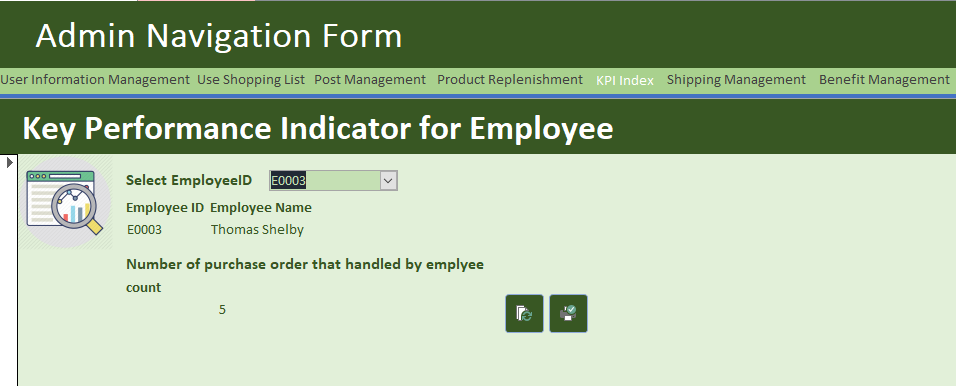 Admin Navigation Form
User Information Management Use Shopping List Post Management Product Replenishment KPI Index Shipping Management Benefit Management
Key Performance Indicator for Employee
Select EmployeeID E0003
Employee ID Employee Name
E0003 Thomas Shelby
Number of purchase order that handled by emplyee
count
5